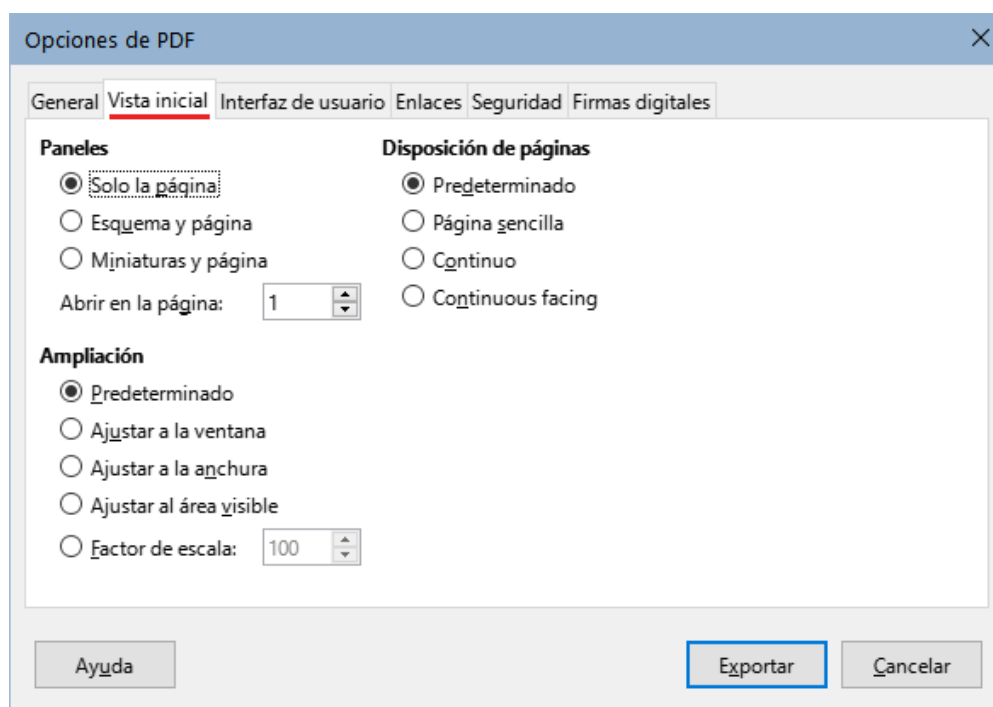 Opciones de PDF
General Vista inicial Interfaz de usuario Enlaces Seguridad Firmas digitales
Paneles
Solo la página
Esquema y página
Miniaturas y página
Abrir en la página: 1
Disposición de páginas
Predeterminado
Página sencilla
Continuo
Continuous facing
Ampliación
Predeterminado
Ajustar a la ventana
Ajustar a la anchura
Ajustar al área visible
Factor de escala: 100
Ayuda Exportar Cancelar